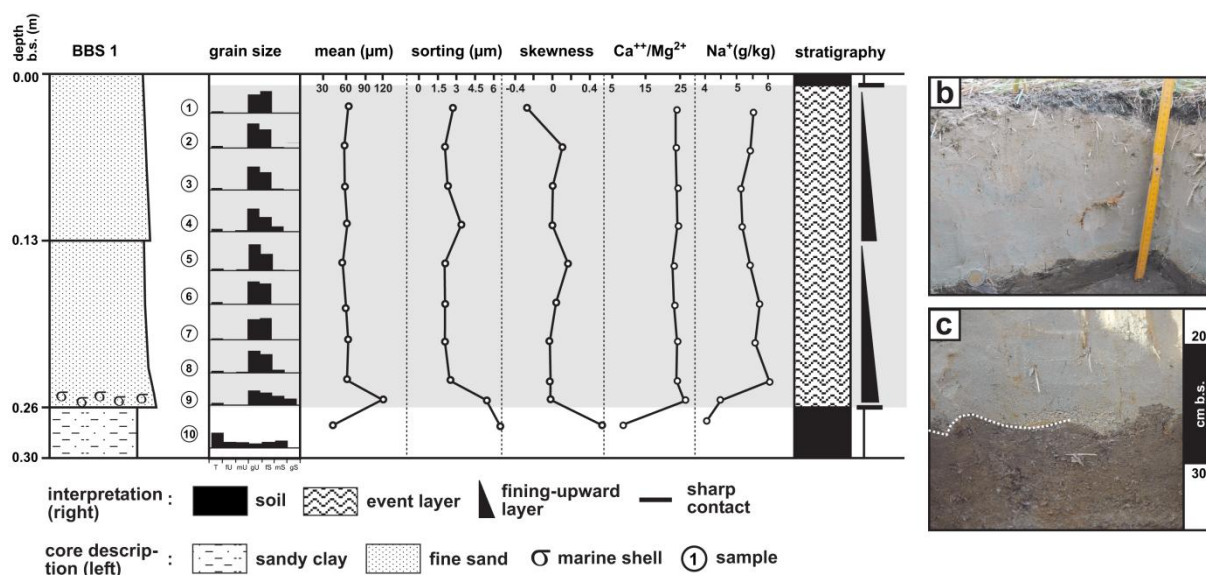 depth b.s. (m)
BBS 1
grain size
mean (µm)
sorting (µm)
skewness
Ca++/Mg2+
Na+(g/kg)
stratigraphy
0.00
30 60 90 120
0 1.5 3 4.5 6
-0.4 0 0.4
5 15 25
4 5 6
1
2
3
4
0.13
5
6
7
8
9
σ σ σ σ σ
0.26
10
0.30
T fU mU gU fS mS gS
interpretation (right) :
soil
event layer
fining-upward layer
sharp contact
core descrip-
tion (left) :
sandy clay
fine sand
σ marine shell
1 sample
b
c
20
cm b.s.
30